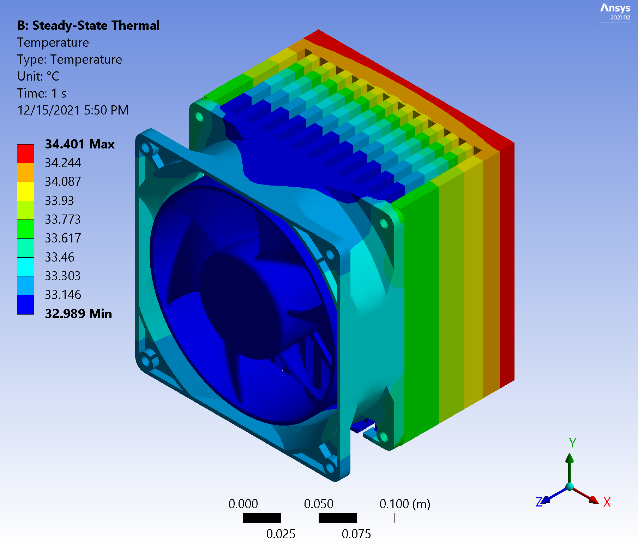 B: Steady-State Thermal
Temperature
Type: Temperature
Unit: °C
Time: 1 s
12/15/2021 5:50 PM
Ansys
2021 R2
34.401 Max
34.244
34.087
33.93
33.773
33.617
33.46
33.303
33.146
32.989 Min
0.000 0.050 0.100 (m)
0.025 0.075
Y
Z X